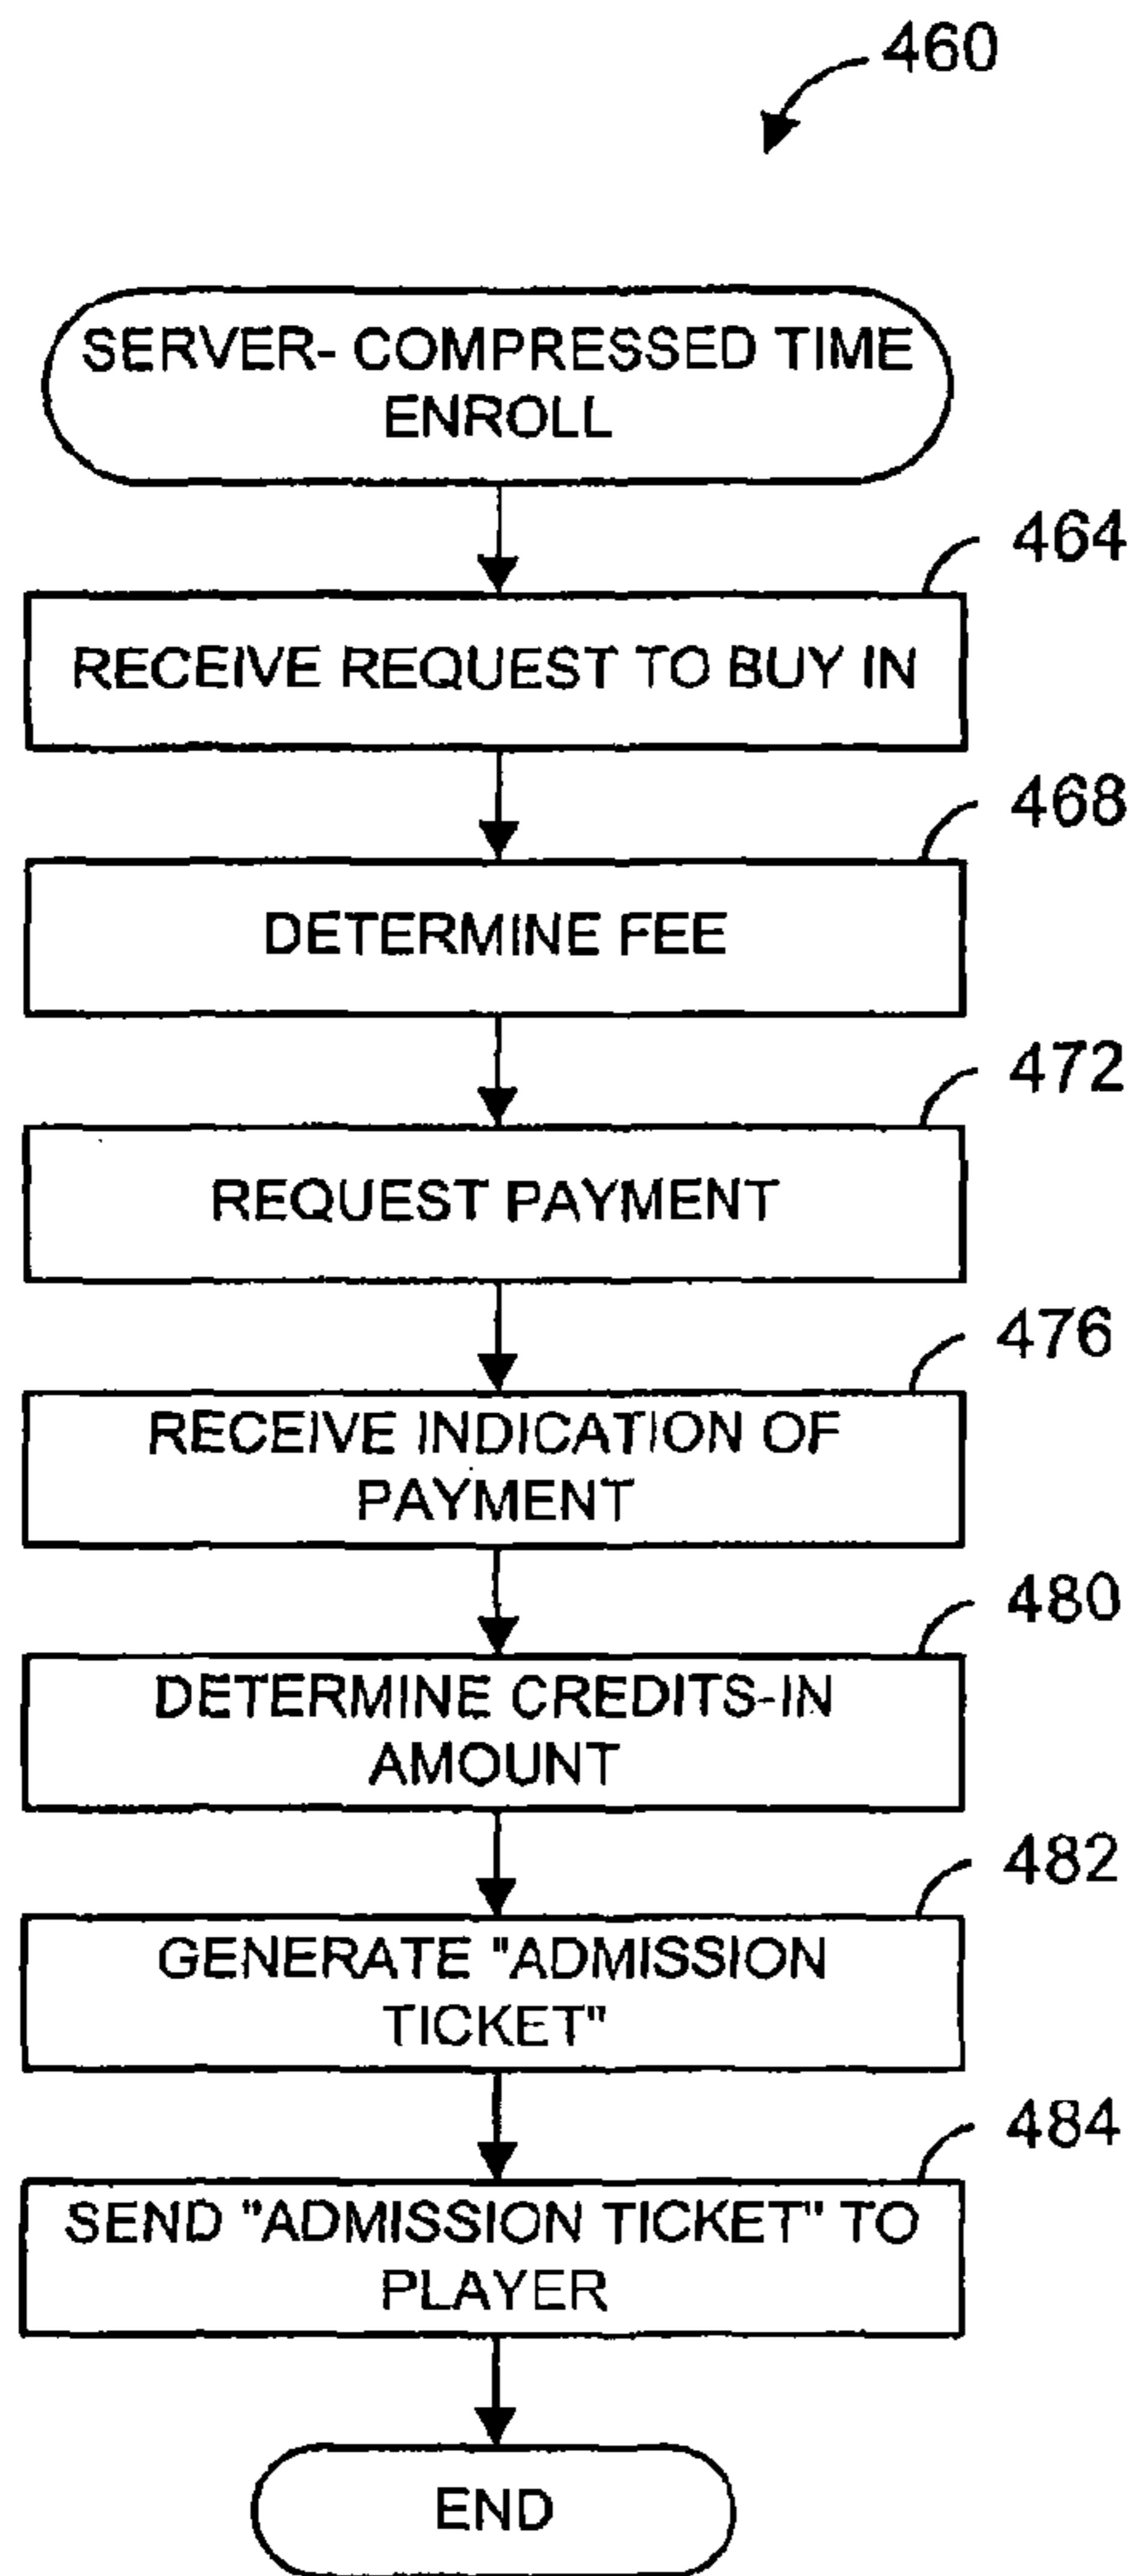 460
SERVER- COMPRESSED TIME
ENROLL
464
RECEIVE REQUEST TO BUY IN
468
DETERMINE FEE
472
REQUEST PAYMENT
476
RECEIVE INDICATION OF
PAYMENT
480
DETERMINE CREDITS-IN
AMOUNT
482
GENERATE "ADMISSION
TICKET"
484
SEND "ADMISSION TICKET" TO
PLAYER
END